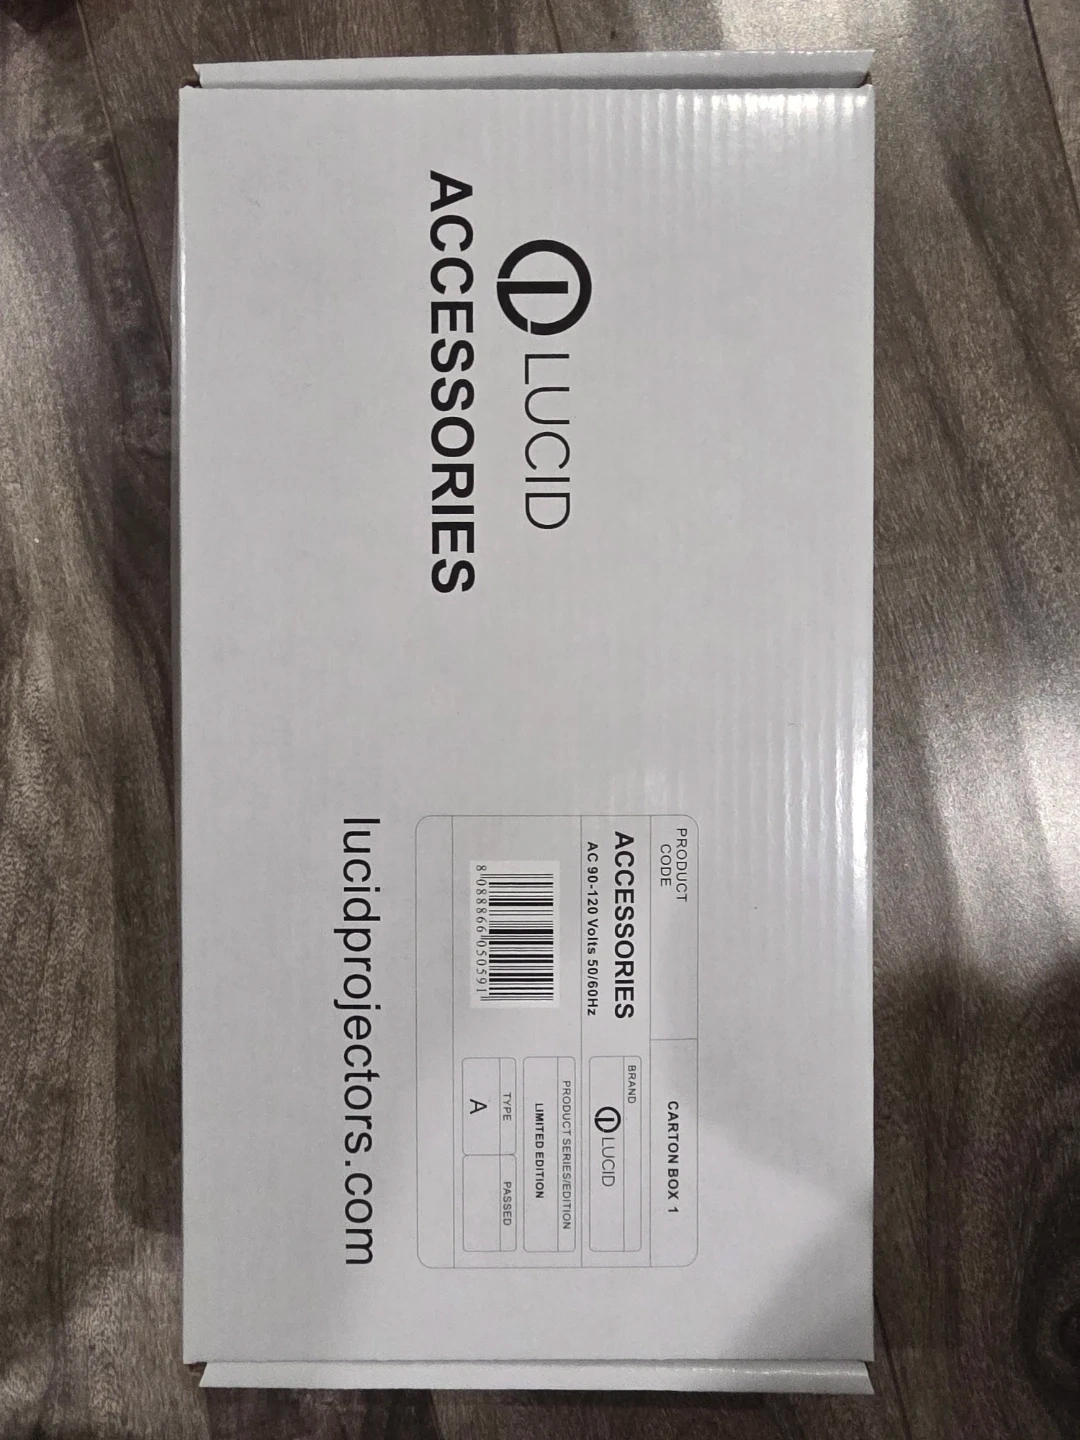 LUCID
ACCESSORIES
PRODUCT
CODE
CARTON BOX 1
ACCESSORIES
AC 90-120 Volts 50/60Hz
BRAND
LUCID
PRODUCT SERIES/EDITION
LIMITED EDITION
8 088866 050591
TYPE
PASSED
A
lucidprojectors.com